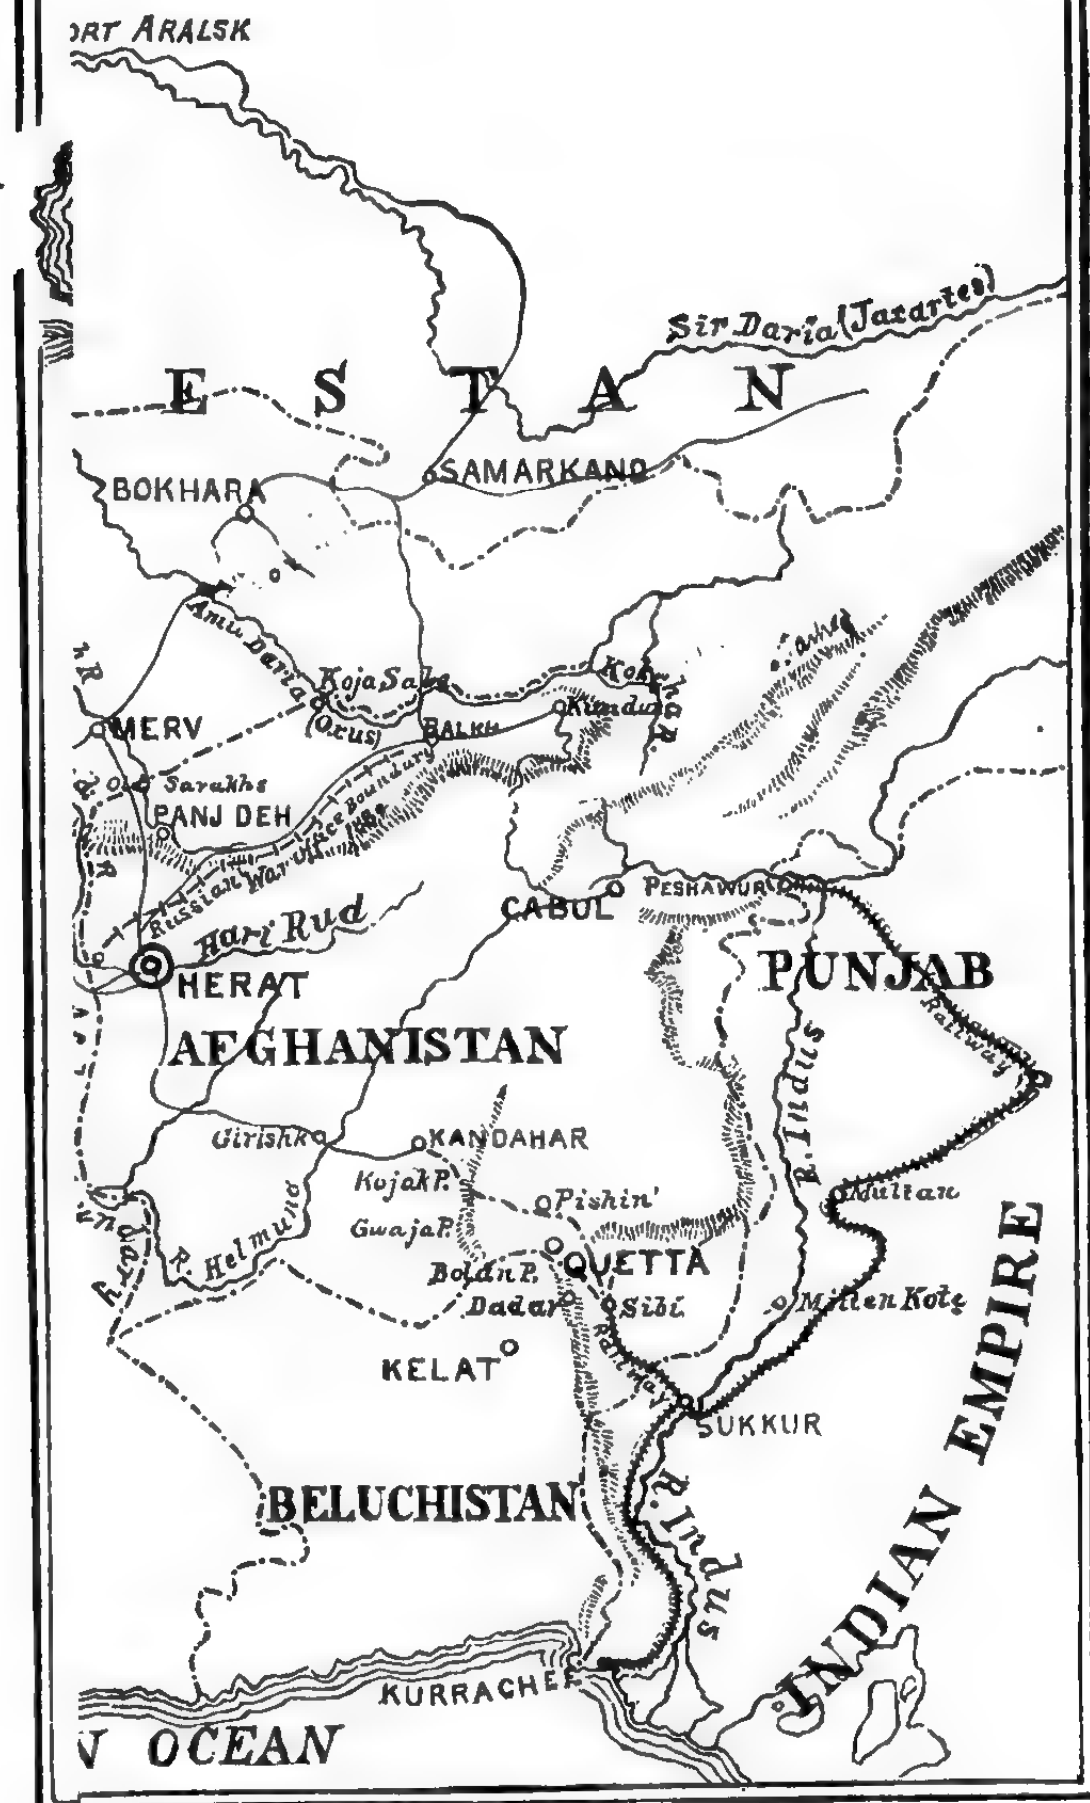 ORT ARALSK
Sir Daria (Jaxartes)
ESTAN
SAMARKAND
BOKHARA
Amu Daria
(Oxus)
Koja Sale
Kunduz
MERV
BALKH
Sarakhs
PANJ DEH
Russian War Office Boundary
Hari Rud
HERAT
CABUL
PESHAWUR
PUNJAB
Railway
AFGHANISTAN
R. Indus
Girishk
KANDAHAR
Kojak P.
Pishin'
Gwaja P.
Multan
R. Helmund
Bolan P.
QUETTA
Dadar
Sibi
Mitten Kote
KELAT
Railway
SUKKUR
INDIAN EMPIRE
BELUCHISTAN
R. Indus
KURRACHEE
N OCEAN